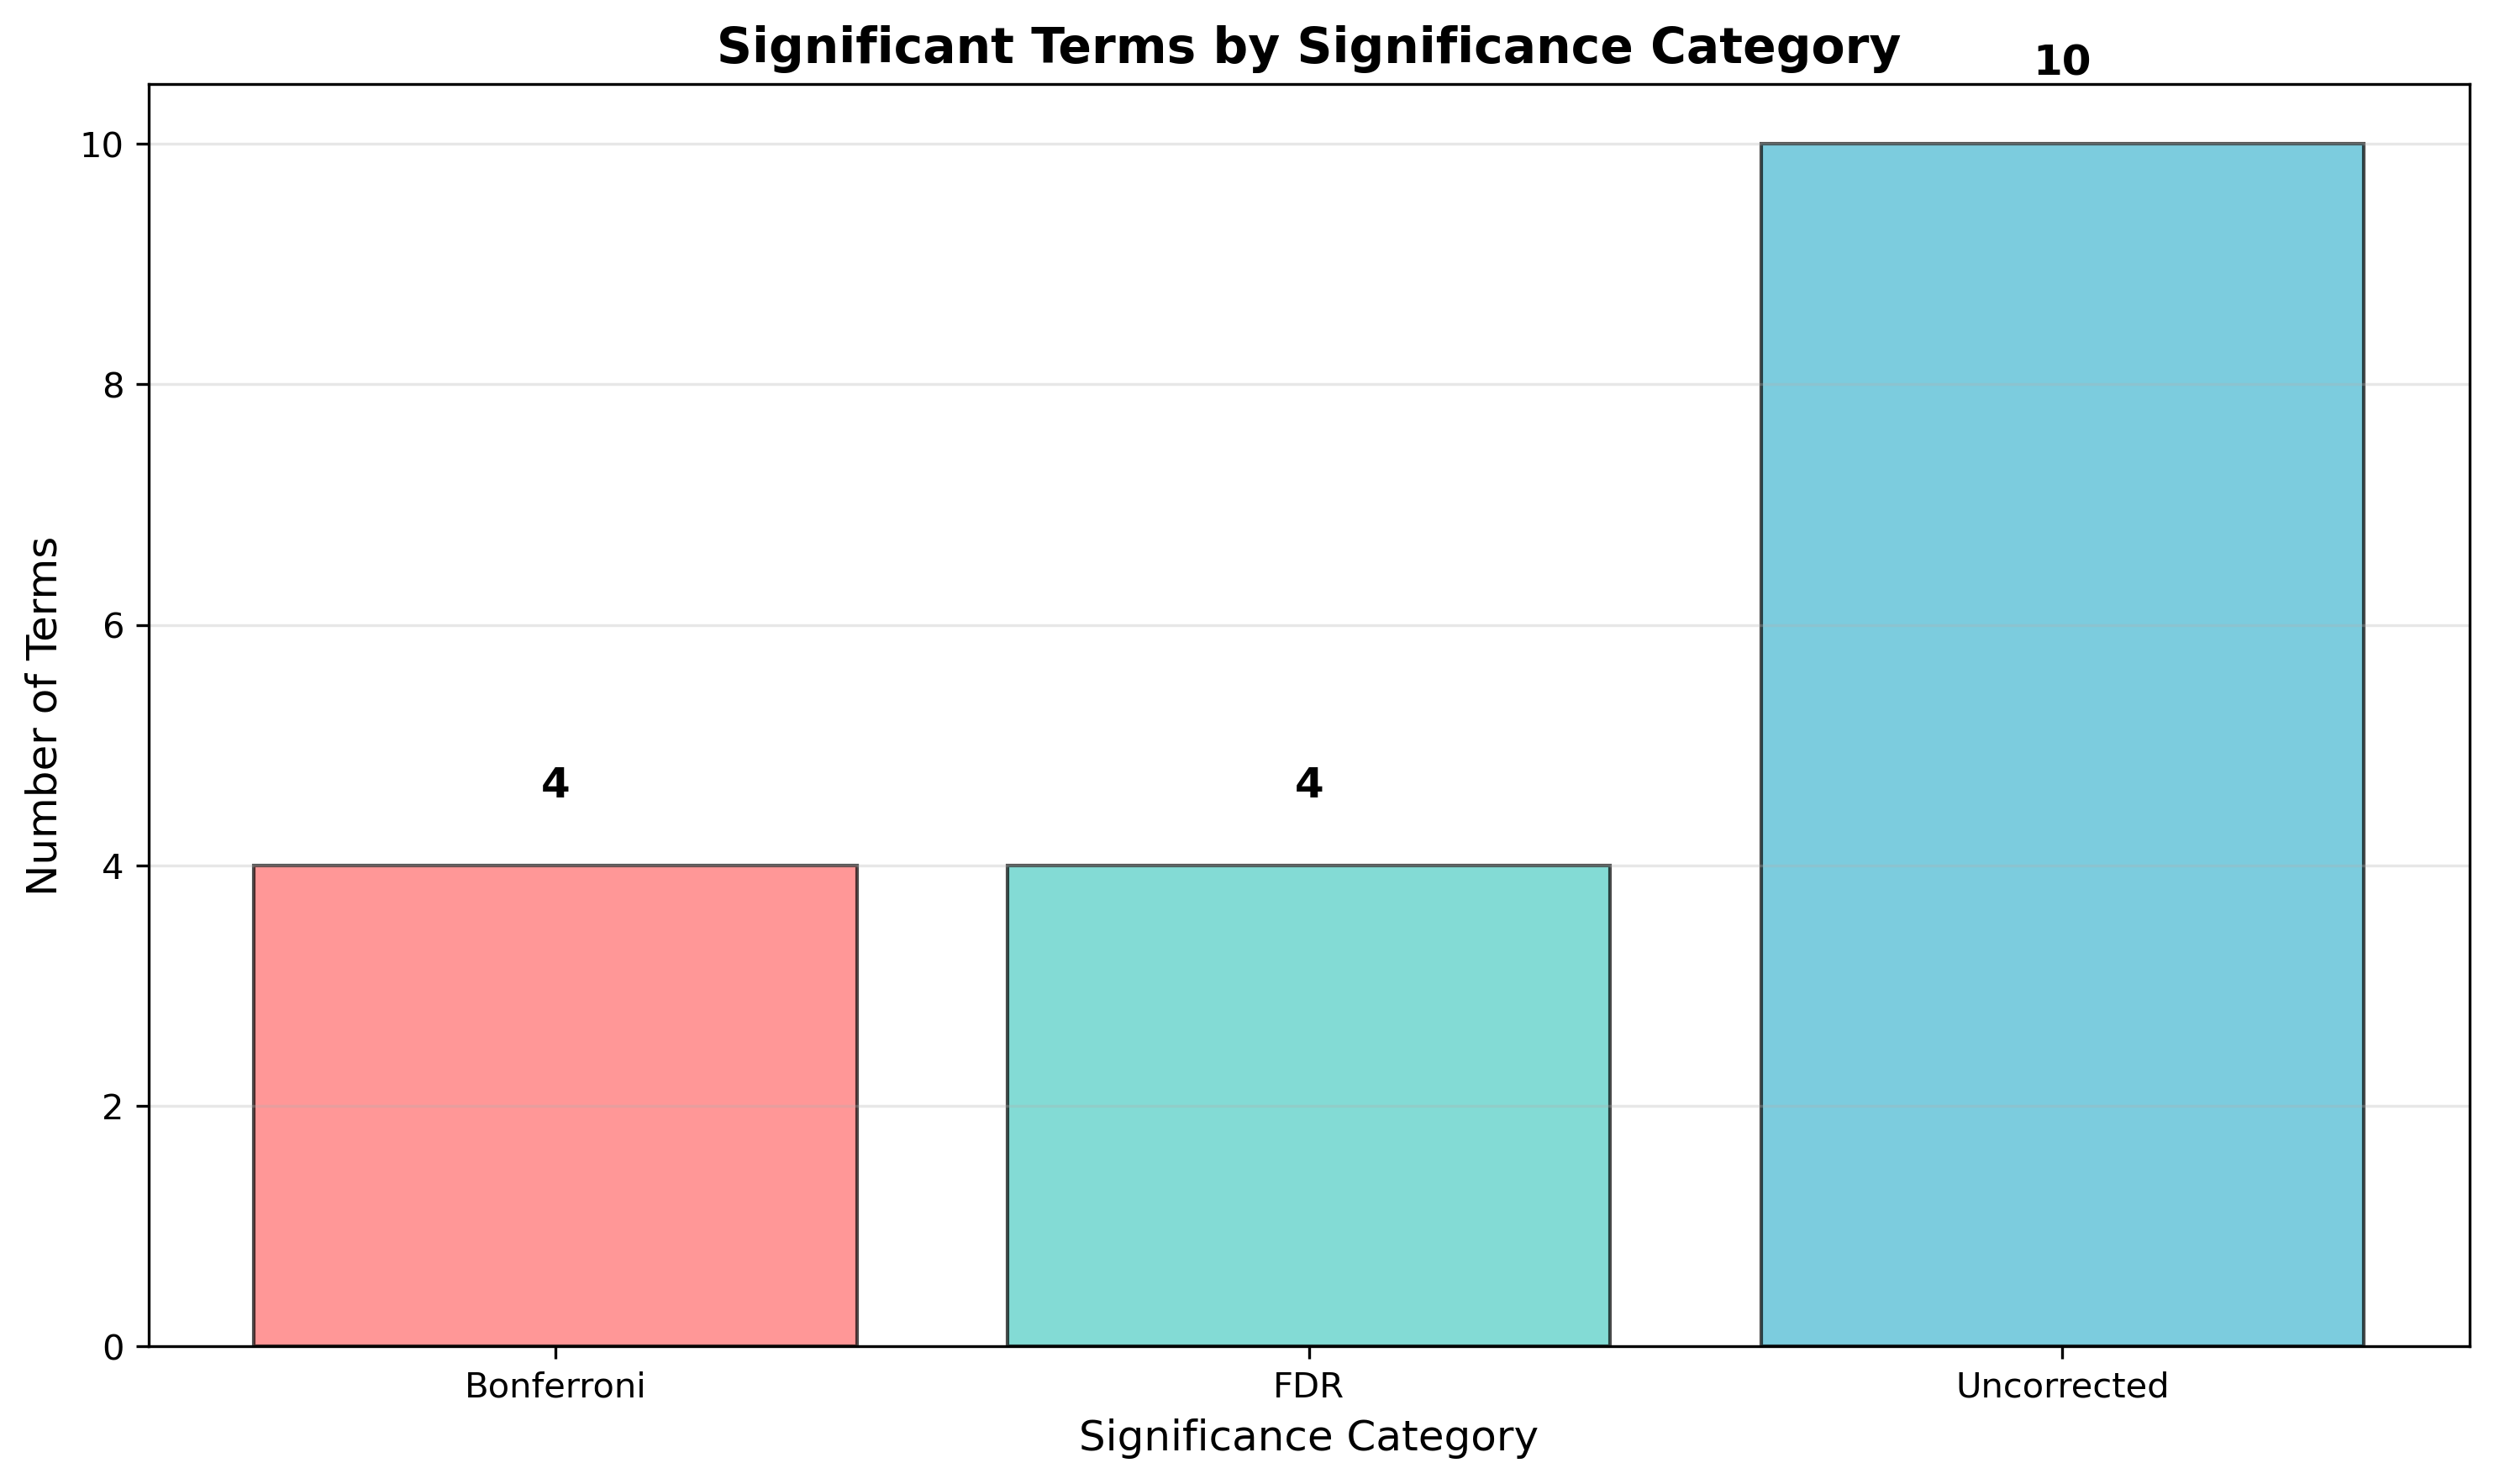 Significant Terms by Significance Category
10
10
8
6
4
2
0
Number of Terms
4
4
Bonferroni
FDR
Uncorrected
Significance Category